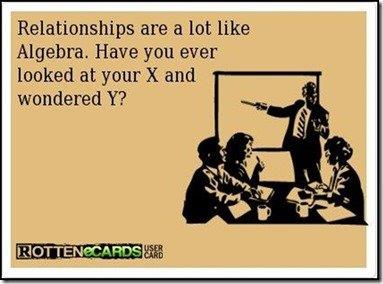 Relationships are a lot like
Algebra. Have you ever
looked at your X and
wondered Y?
ROTTENeCARDS USER
CARD